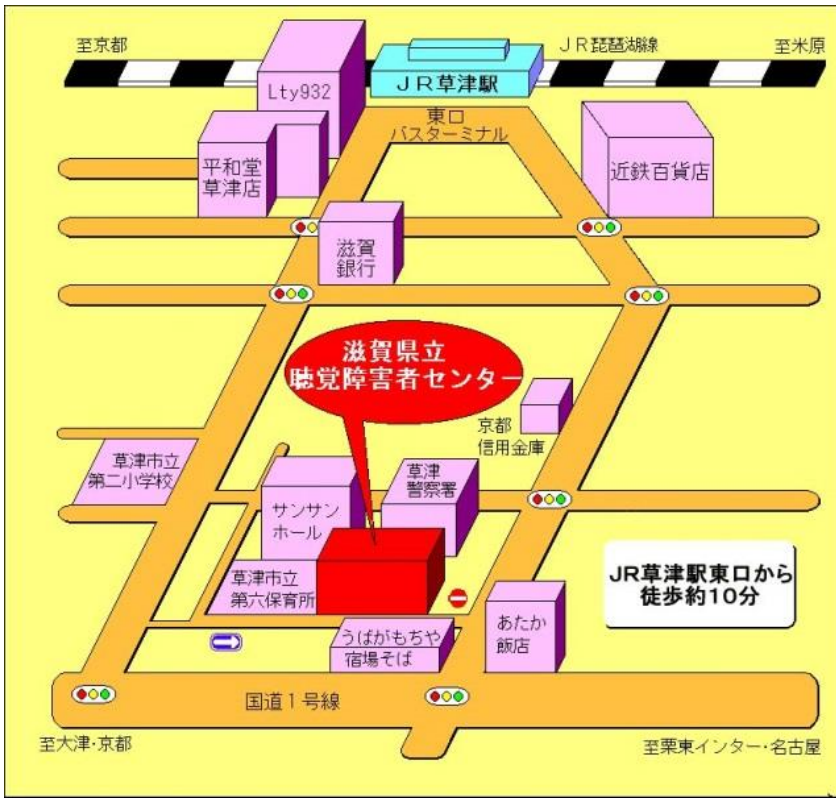 至京都
JR琵琶湖線
至米原
JR草津駅
Lty932
東口
バスターミナル
平和堂
草津店
近鉄百貨店
滋賀
銀行
滋賀県立
聴覚障害者センター
京都
信用金庫
草津市立
第二小学校
草津
警察署
サンサン
ホール
草津市立
第六保育所
JR草津駅東口から
徒歩約10分
うばがもちや
宿場そば
あたか
飯店
国道1号線
至大津・京都
至栗東インター・名古屋